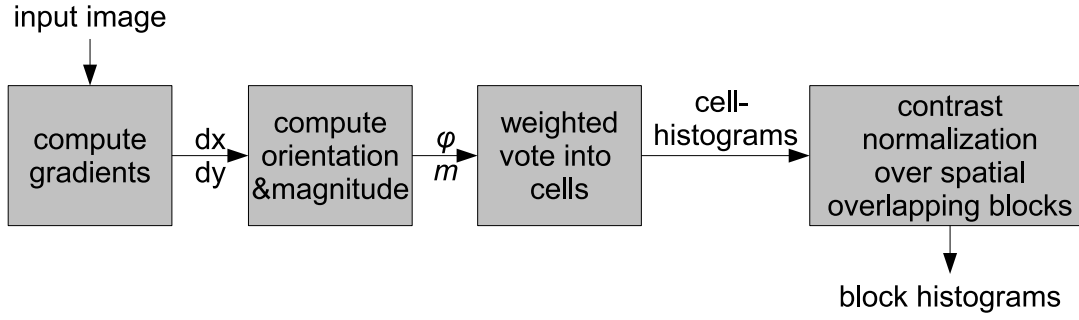 input image
compute
gradients
dx
dy
compute
orientation
&magnitude
φ
m
weighted
vote into
cells
cell-
histograms
contrast
normalization
over spatial
overlapping blocks
block histograms